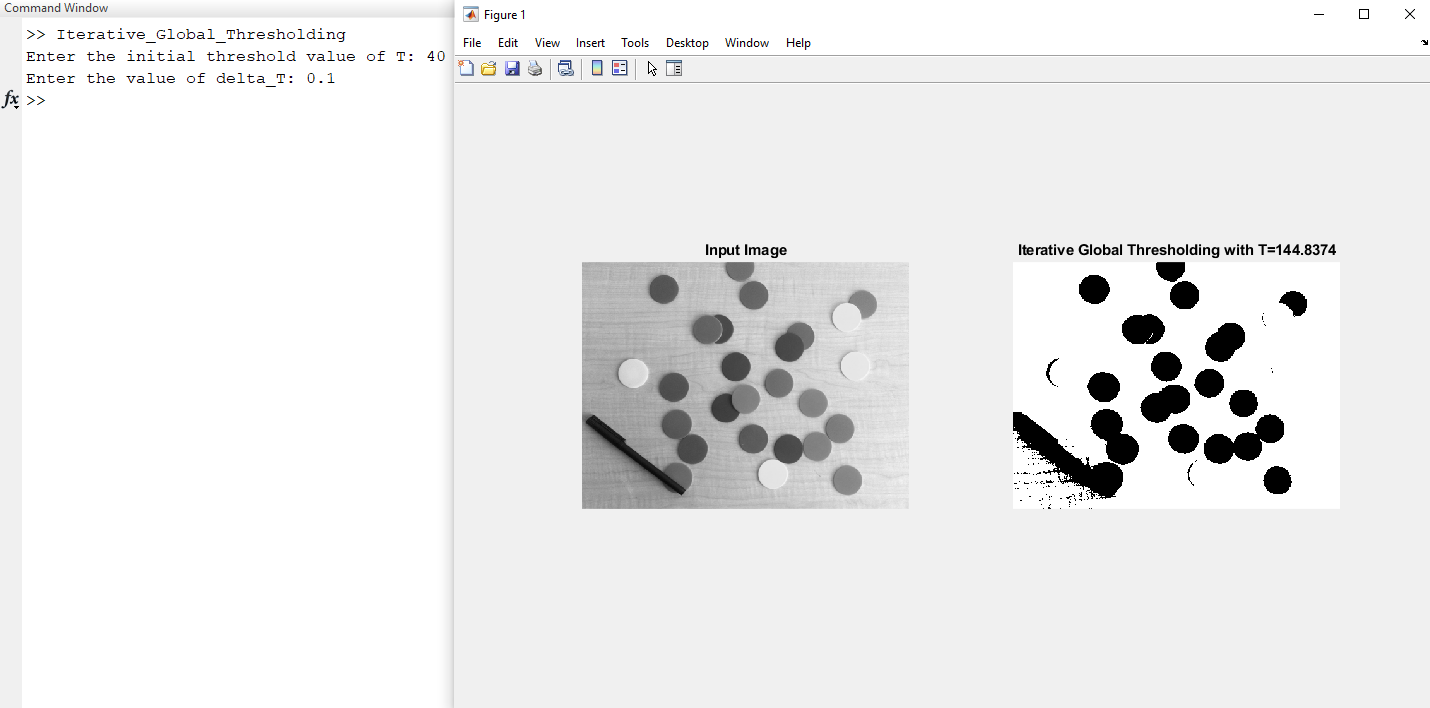 Command Window
>> Iterative_Global_Thresholding
Enter the initial threshold value of T: 40
Enter the value of delta_T: 0.1
fx >>
Figure 1
File Edit View Insert Tools Desktop Window Help
Input Image
Iterative Global Thresholding with T=144.8374